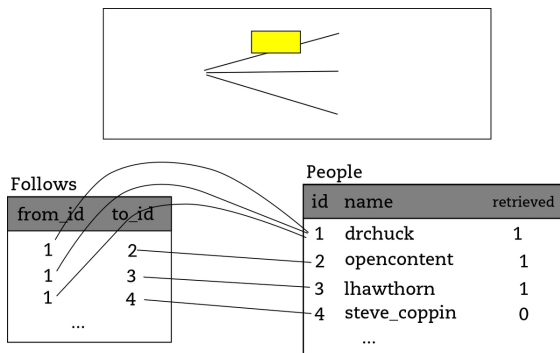 Follows
from_id to_id
1 2
1 3
1 4
...
People
id name retrieved
1 drchuck 1
2 opencontent 1
3 lhawthorn 1
4 steve_coppin 0
...